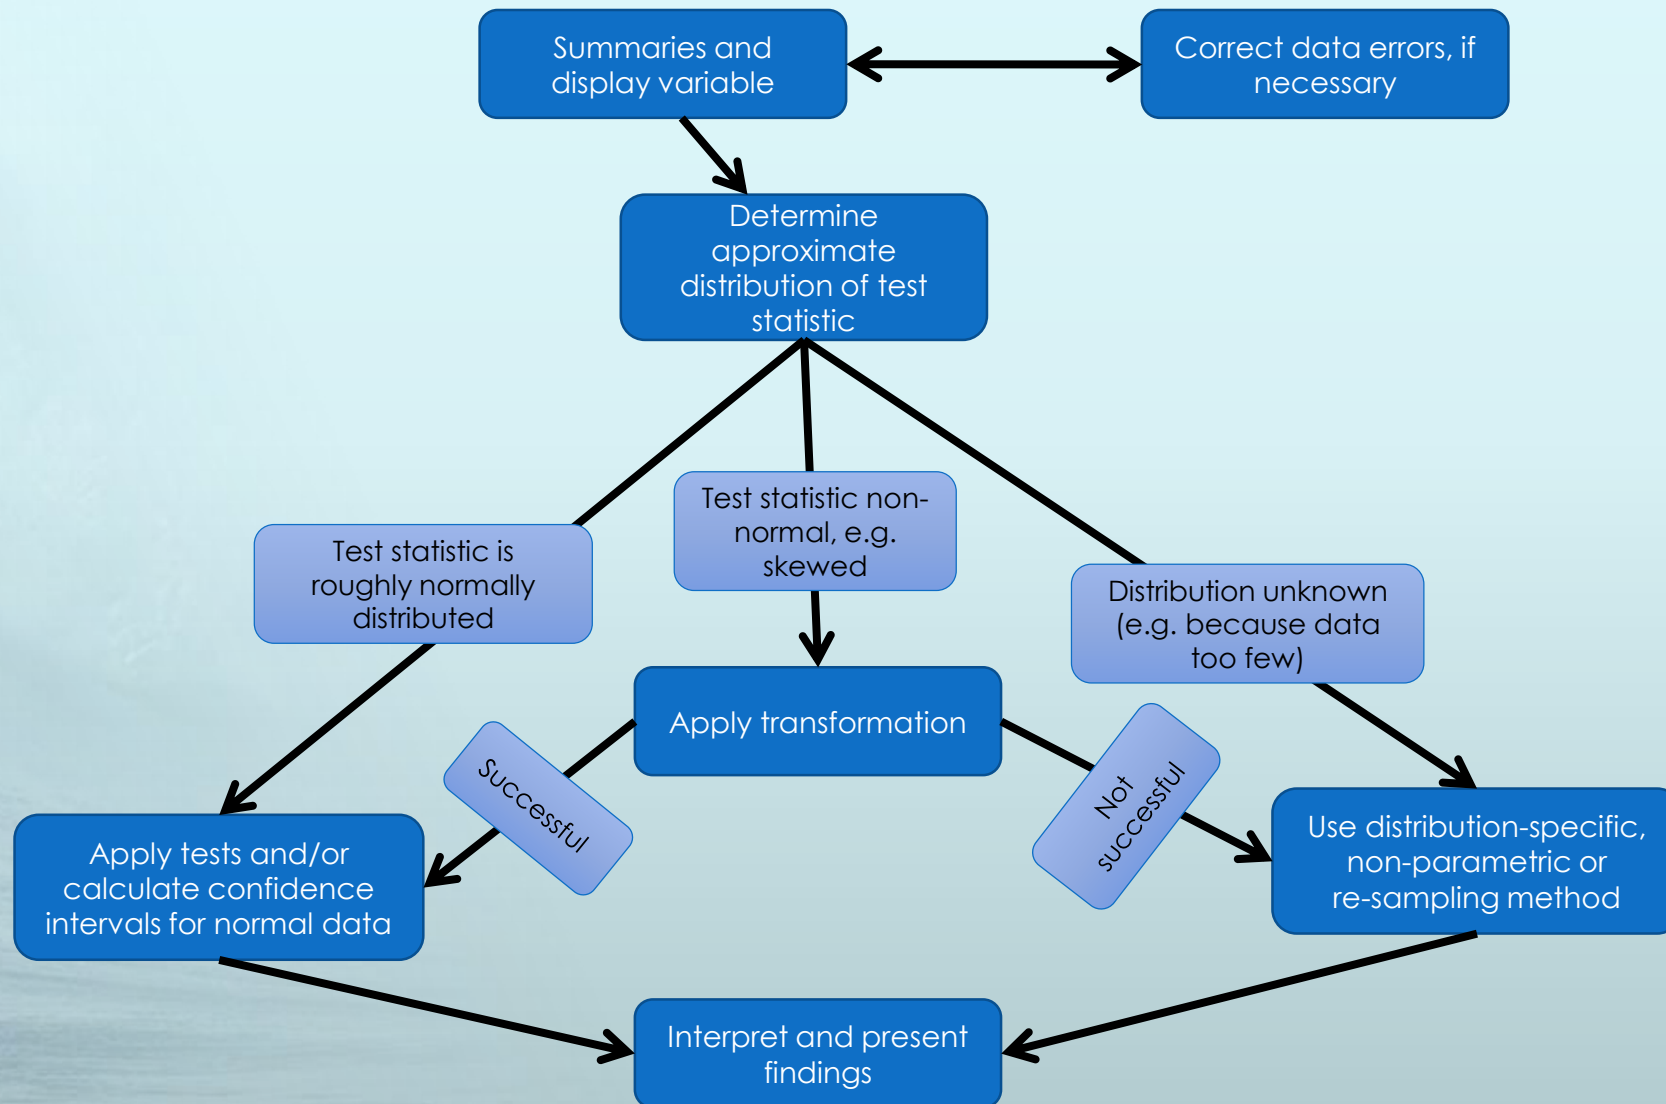 Summaries and
display variable
Correct data errors, if
necessary
Determine
approximate
distribution of test
statistic
Test statistic is
roughly normally
distributed
Test statistic non-
normal, e.g.
skewed
Distribution unknown
(e.g. because data
too few)
Apply transformation
Successful
Not
successful
Apply tests and/or
calculate confidence
intervals for normal data
Use distribution-specific,
non-parametric or
re-sampling method
Interpret and present
findings